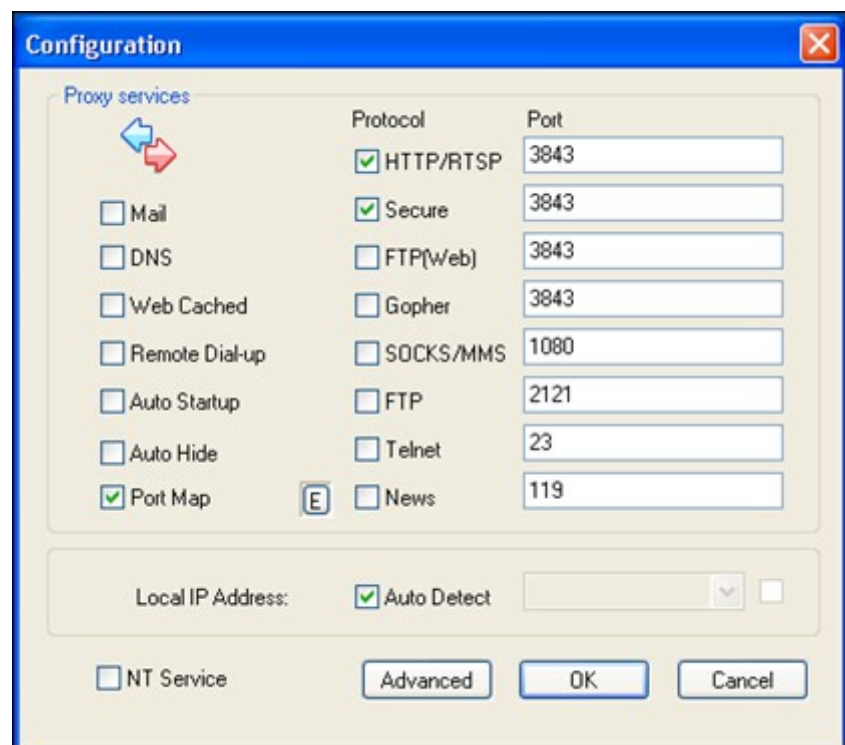 Configuration
Proxy services
Protocol Port
HTTP/RTSP 3843
Mail Secure 3843
DNS FTP(Web) 3843
Web Cached Gopher 3843
Remote Dial-up SOCKS/MMS 1080
Auto Startup FTP 2121
Auto Hide Telnet 23
Port Map E News 119
Local IP Address: Auto Detect
NT Service Advanced OK Cancel